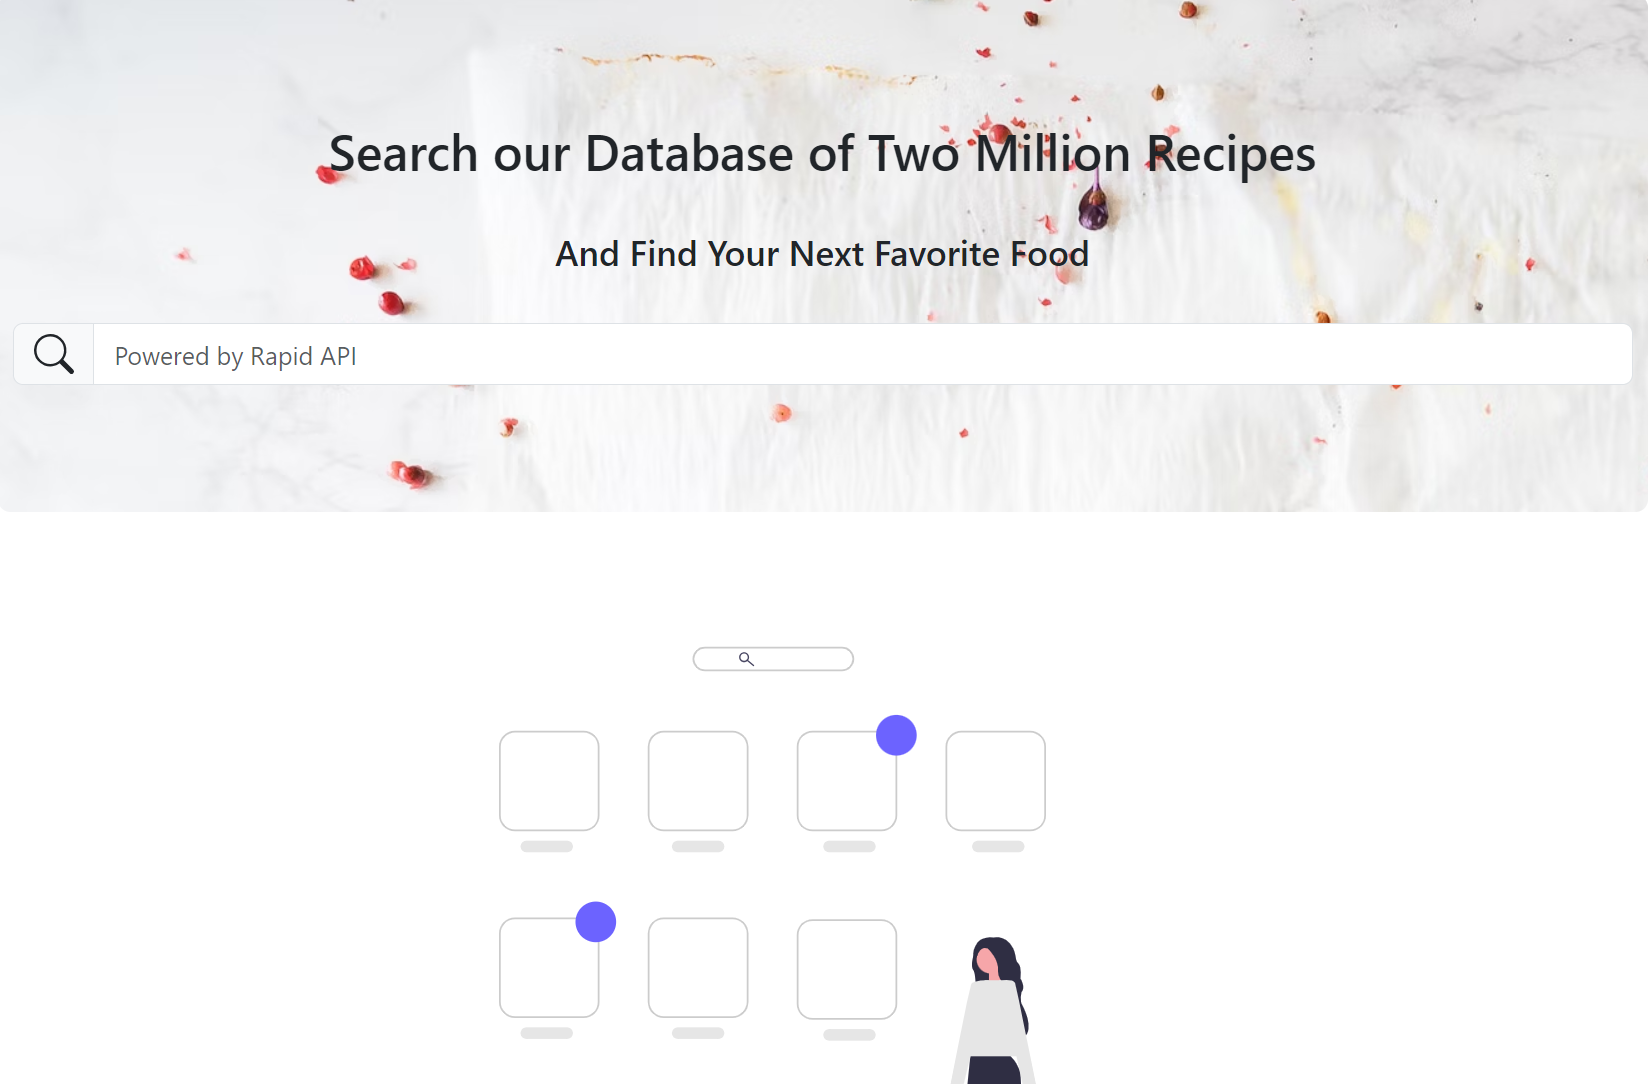 Search our Database of Two Million Recipes
And Find Your Next Favorite Food
Powered by Rapid API